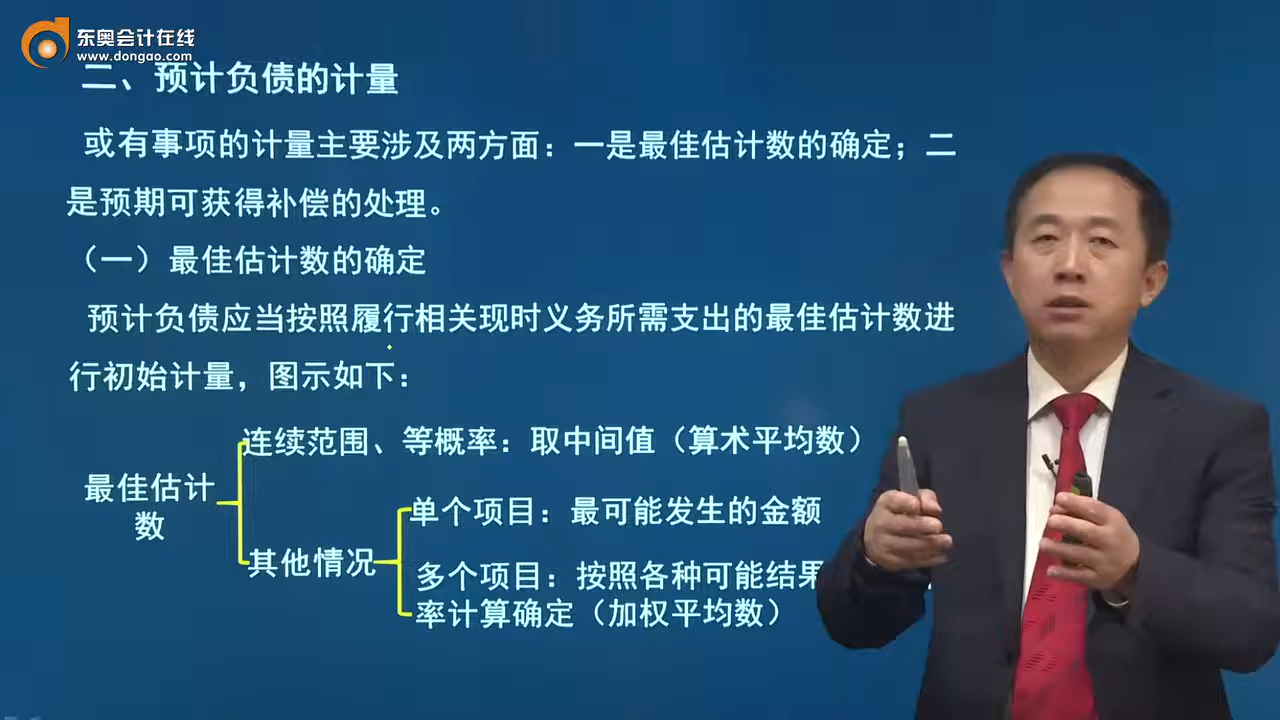 东奥会计在线
www.dongao.com
二、预计负债的计量
或有事项的计量主要涉及两方面：一是最佳估计数的确定；二
是预期可获得补偿的处理。
（一）最佳估计数的确定
预计负债应当按照履行相关现时义务所需支出的最佳估计数进
行初始计量，图示如下：
连续范围、等概率：取中间值（算术平均数）
最佳估计
数
单个项目：最可能发生的金额
其他情况
多个项目：按照各种可能结果
率计算确定（加权平均数）